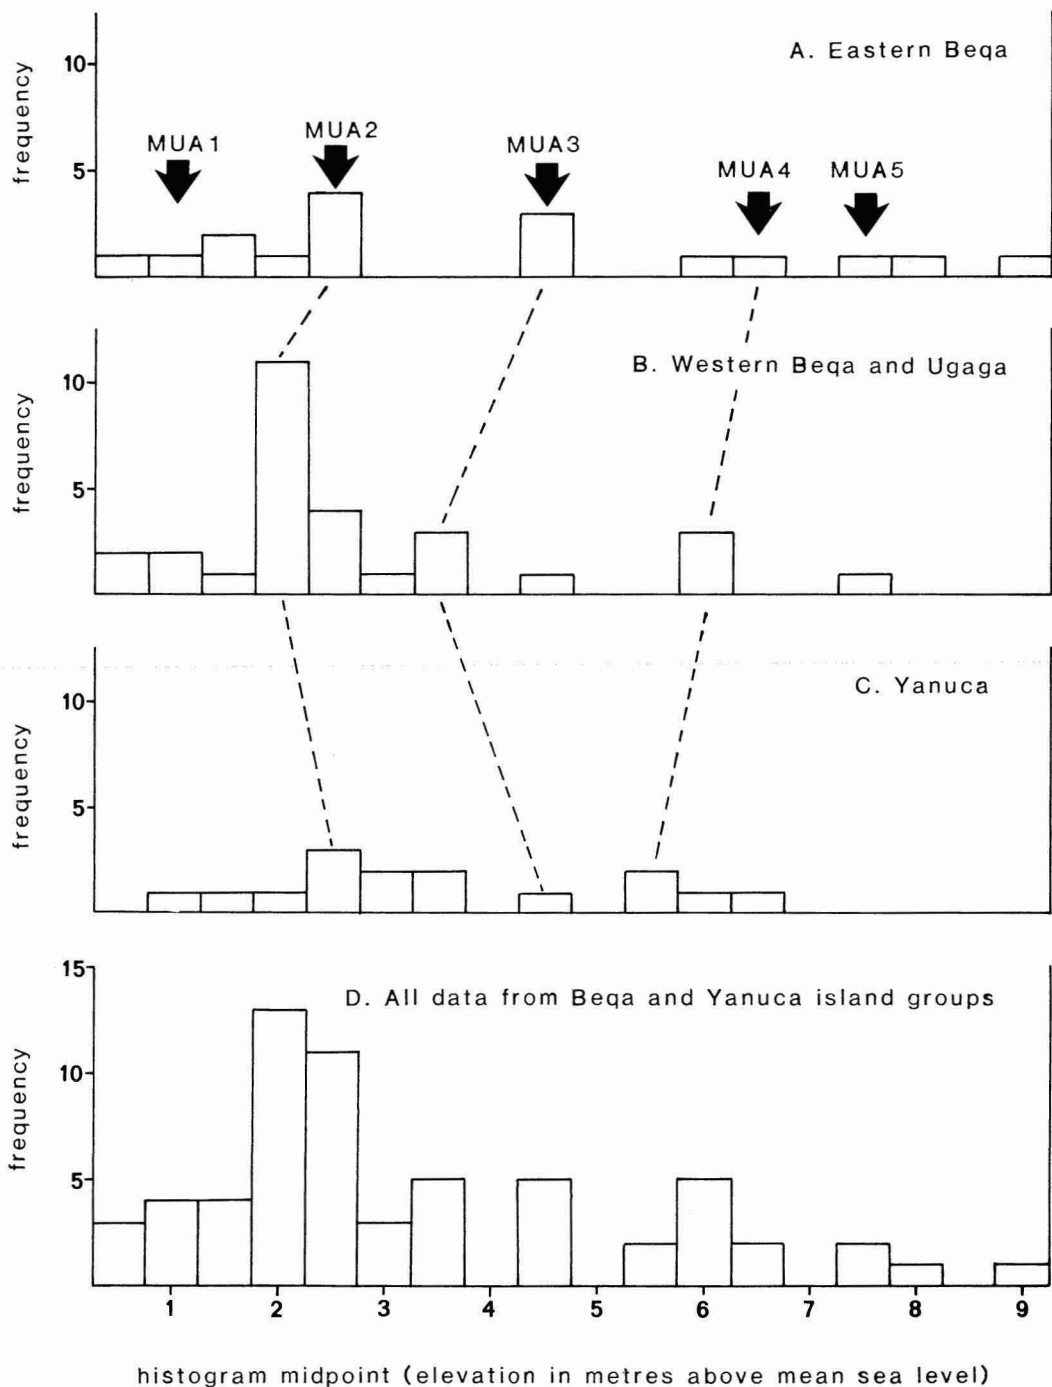 A. Eastern Beqa
frequency
10
5
MUA1
MUA2
MUA3
MUA4
MUA5
B. Western Beqa and Ugaga
frequency
10
5
C. Yanuca
frequency
10
5
D. All data from Beqa and Yanuca island groups
frequency
15
10
5
1 2 3 4 5 6 7 8 9
histogram midpoint (elevation in metres above mean sea level)